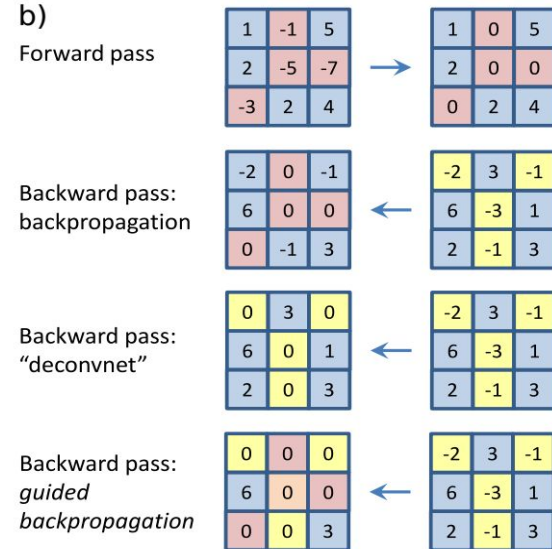 b)
Forward pass
1 -1 5 1 0 5
2 -5 -7 2 0 0
-3 2 4 0 2 4
Backward pass:
backpropagation
-2 0 -1 -2 3 -1
6 0 0 6 -3 1
0 -1 3 2 -1 3
Backward pass:
“deconvnet”
0 3 0 -2 3 -1
6 0 1 6 -3 1
2 0 3 2 -1 3
Backward pass:
guided
backpropagation
0 0 0 -2 3 -1
6 0 0 6 -3 1
0 0 3 2 -1 3